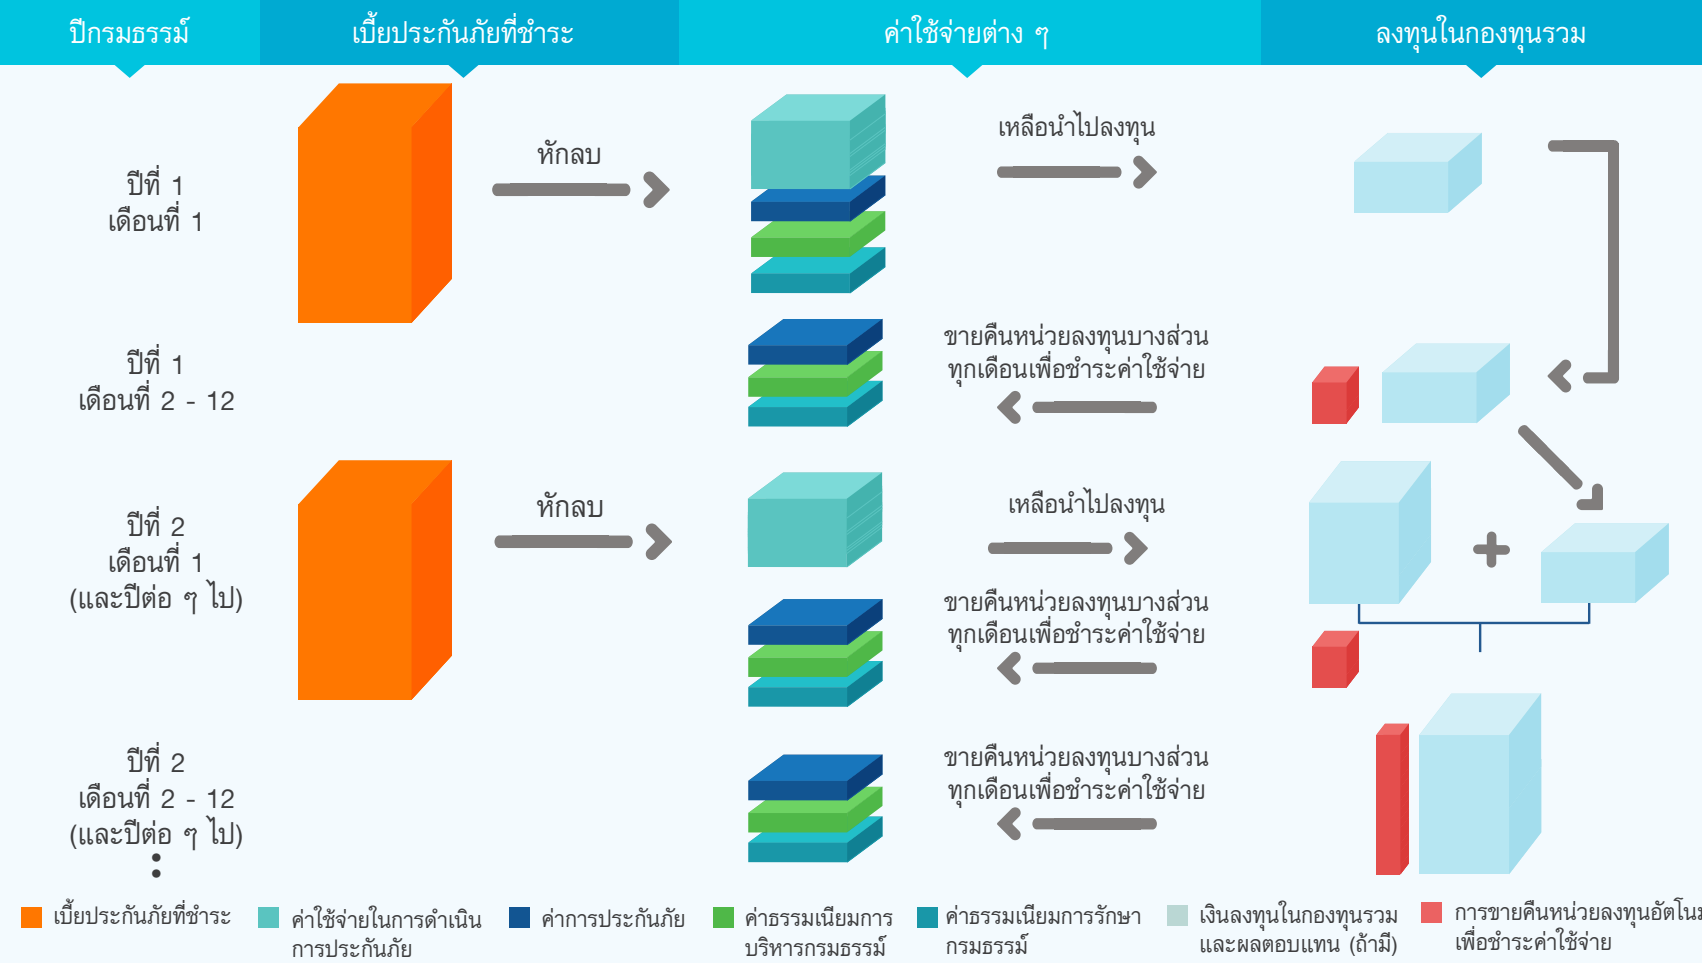 ปีกรมธรรม์
เบี้ยประกันภัยที่ชำระ
ค่าใช้จ่ายต่าง ๆ
ลงทุนในกองทุนรวม
ปีที่ 1
เดือนที่ 1
หักลบ
เหลือนำไปลงทุน
ปีที่ 1
เดือนที่ 2 - 12
ขายคืนหน่วยลงทุนบางส่วน
ทุกเดือนเพื่อชำระค่าใช้จ่าย
ปีที่ 2
เดือนที่ 1
(และปีต่อ ๆ ไป)
หักลบ
เหลือนำไปลงทุน
ขายคืนหน่วยลงทุนบางส่วน
ทุกเดือนเพื่อชำระค่าใช้จ่าย
ปีที่ 2
เดือนที่ 2 - 12
(และปีต่อ ๆ ไป)
ขายคืนหน่วยลงทุนบางส่วน
ทุกเดือนเพื่อชำระค่าใช้จ่าย
เบี้ยประกันภัยที่ชำระ
ค่าใช้จ่ายในการดำเนิน
การประกันภัย
ค่าการประกันภัย
ค่าธรรมเนียมการ
บริหารกรมธรรม์
ค่าธรรมเนียมการรักษา
กรมธรรม์
เงินลงทุนในกองทุนรวม
และผลตอบแทน (ถ้ามี)
การขายคืนหน่วยลงทุนอัตโนม
เพื่อชำระค่าใช้จ่าย